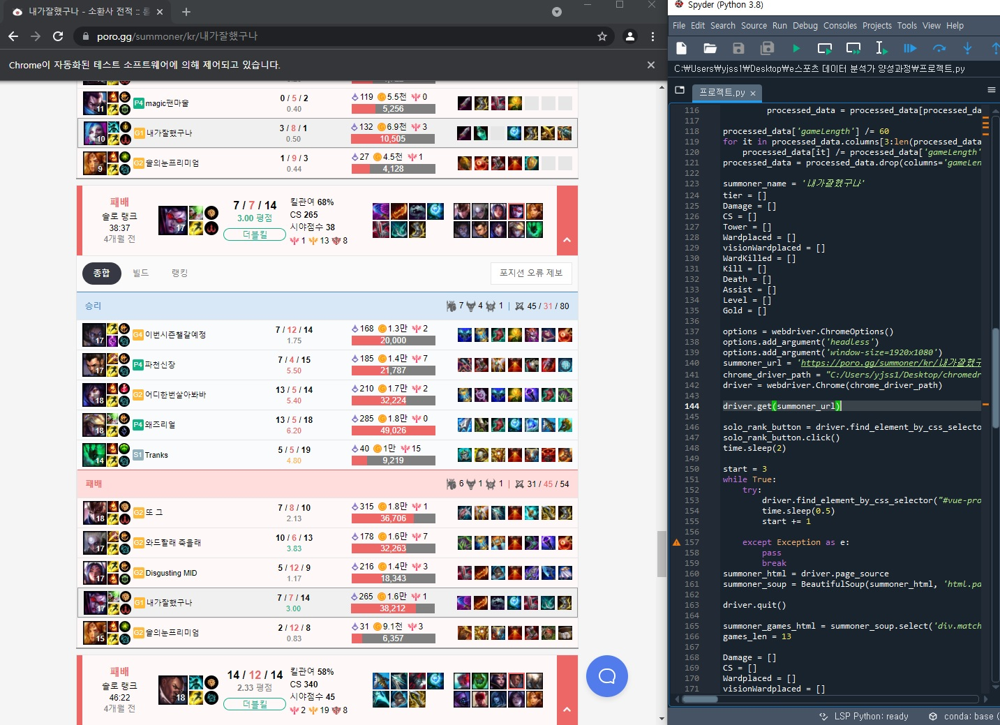 내가잘했구나 - 소환사 전적 :: 롤
poro.gg/summoner/kr/내가잘했구나
Chrome이 자동화된 테스트 소프트웨어에 의해 제어되고 있습니다.
11 P4 magic팬마술 0 / 5 / 2 0.40 119 5.5천 0 5,256
10 G1 내가잘했구나 3 / 8 / 1 0.50 132 6.9천 3 10,505
9 G2 솔의눈프리미엄 1 / 9 / 3 0.44 27 4.5천 1 4,128
패배
솔로 랭크
38:37
4개월 전
17
7 / 7 / 14
3.00 평점
더블킬
킬관여 68%
CS 265
시야점수 38
1 13 8
종합 빌드 랭킹 포지션 오류 제보
승리 7 4 1 | 45 / 31 / 80
17 G4 이번시즌챌갈예정 7 / 12 / 14 1.75 168 1.3만 2 20,000
17 P4 파천신장 7 / 4 / 15 5.50 185 1.4만 7 21,787
18 G2 어디한번살아봐바 13 / 5 / 14 5.40 210 1.7만 2 32,224
18 P4 왜즈리얼 13 / 5 / 18 6.20 285 1.8만 0 49,026
14 S1 Tranks 5 / 5 / 19 4.80 40 1만 15 9,219
패배 6 1 1 | 31 / 45 / 54
18 G2 또 그 7 / 8 / 10 2.13 315 1.8만 1 36,706
17 G2 와드할래 죽을래 10 / 6 / 13 3.83 178 1.6만 7 32,263
17 G2 Disgusting MID 5 / 12 / 9 1.17 216 1.4만 3 18,343
17 G1 내가잘했구나 7 / 7 / 14 3.00 265 1.6만 1 38,212
15 G2 솔의눈프리미엄 2 / 12 / 8 0.83 31 9.1천 3 6,357
패배
솔로 랭크
46:22
4개월 전
18
14 / 12 / 14
2.33 평점
더블킬
킬관여 58%
CS 340
시야점수 45
2 19 8
Spyder (Python 3.8)
File Edit Search Source Run Debug Consoles Projects Tools View Help
C:₩Users₩yjss1₩Desktop₩e스포츠 데이터 분석가 양성과정₩프로젝트.py
프로젝트.py
116 processed_data = processed_data[processed_da
117
118 processed_data['gameLength'] /= 60
119 for it in processed_data.columns[3:len(processed_data
120 processed_data[it] /= processed_data['gameLength'
121 processed_data = processed_data.drop(columns='gameLen
122
123 summoner_name = '내가잘했구나'
124 tier = []
125 Damage = []
126 CS = []
127 Tower = []
128 Wardplaced = []
129 visionWardplaced = []
130 WardKilled = []
131 Kill = []
132 Death = []
133 Assist = []
134 Level = []
135 Gold = []
136
137 options = webdriver.ChromeOptions()
138 options.add_argument('headless')
139 options.add_argument('window-size=1920x1080')
140 summoner_url = 'https://poro.gg/summoner/kr/내가잘했구
141 chrome_driver_path = "C:/Users/yjss1/Desktop/chromedr
142 driver = webdriver.Chrome(chrome_driver_path)
143
144 driver.get(summoner_url)
145
146 solo_rank_button = driver.find_element_by_css_selecto
147 solo_rank_button.click()
148 time.sleep(2)
149
150 start = 3
151 while True:
152 try:
153 driver.find_element_by_css_selector("#vue-pro
154 time.sleep(0.5)
155 start += 1
156
157 except Exception as e:
158 pass
159 break
160 summoner_html = driver.page_source
161 summoner_soup = BeautifulSoup(summoner_html, 'html.pa
162
163 driver.quit()
164
165 summoner_games_html = summoner_soup.select('div.match
166 games_len = 13
167
168 Damage = []
169 CS = []
170 Wardplaced = []
171 visionWardplaced = []
LSP Python: ready conda: base (